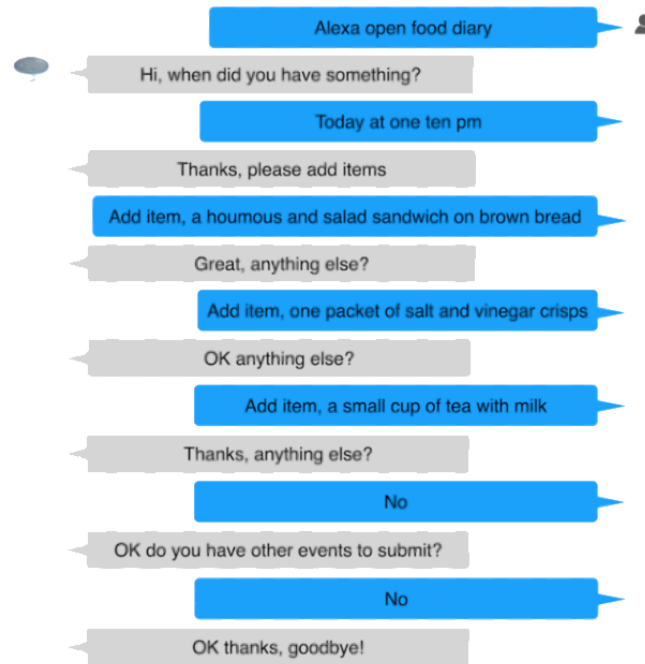 Alexa open food diary
Hi, when did you have something?
Today at one ten pm
Thanks, please add items
Add item, a houmous and salad sandwich on brown bread
Great, anything else?
Add item, one packet of salt and vinegar crisps
OK anything else?
Add item, a small cup of tea with milk
Thanks, anything else?
No
OK do you have other events to submit?
No
OK thanks, goodbye!